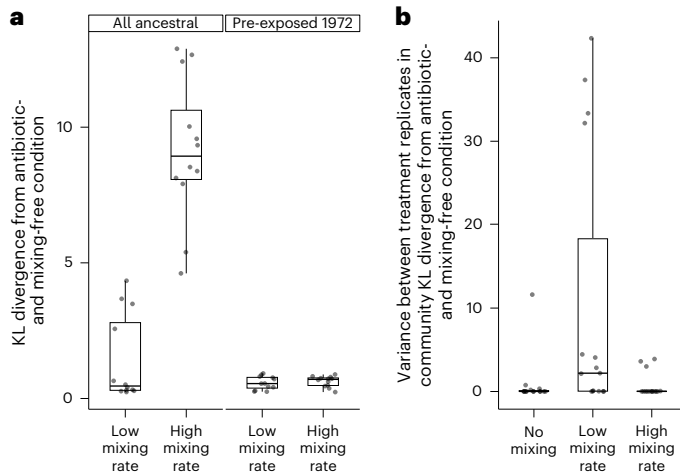 a
All ancestral
Pre-exposed 1972
KL divergence from antibiotic-
and mixing-free condition
10
5
0
Low
mixing
rate
High
mixing
rate
Low
mixing
rate
High
mixing
rate
b
Variance between treatment replicates in
community KL divergence from antibiotic-
and mixing-free condition
40
30
20
10
0
No
mixing
Low
mixing
rate
High
mixing
rate